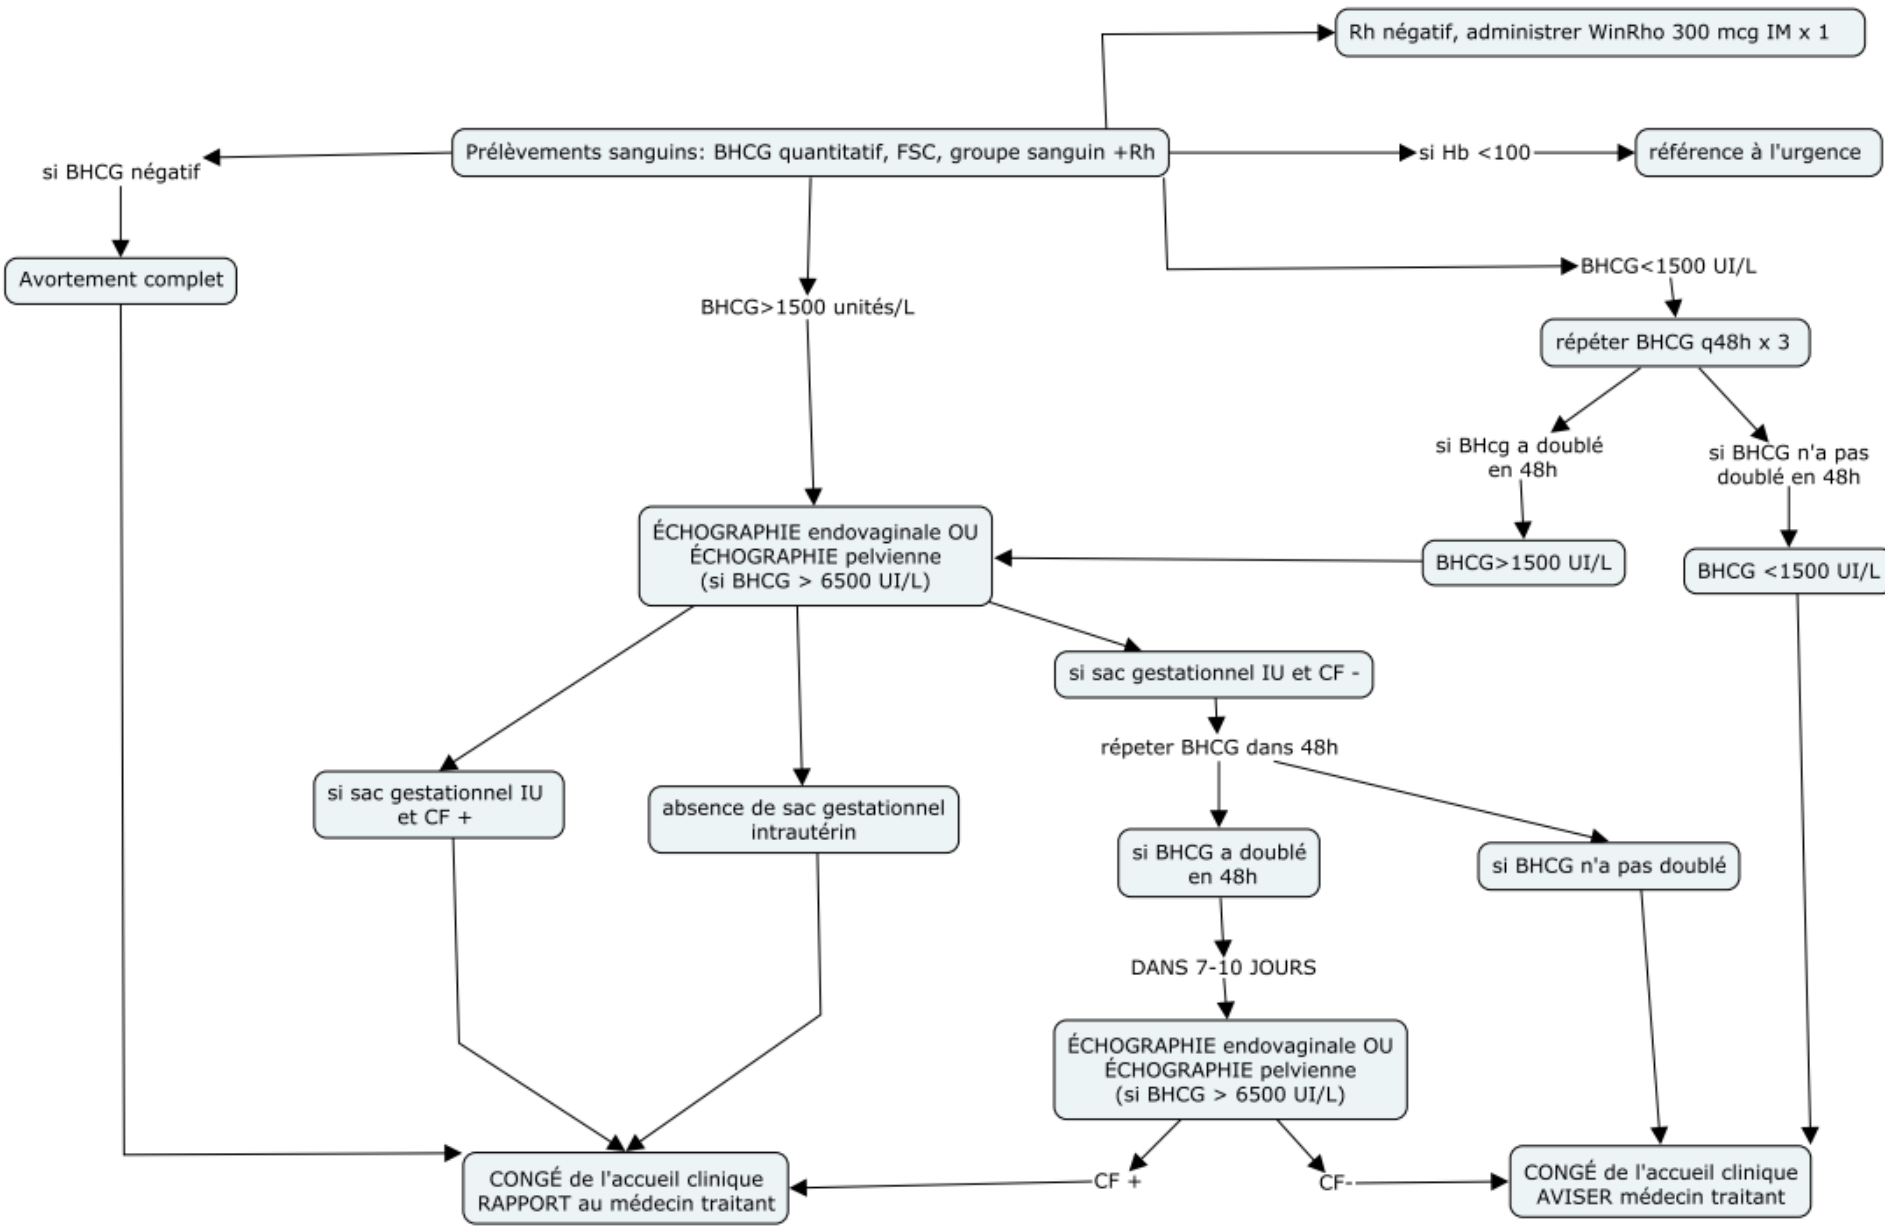 Rh négatif, administrer WinRho 300 mcg IM x 1
Prélèvements sanguins: BHCG quantitatif, FSC, groupe sanguin +Rh
si Hb <100
référence à l'urgence
si BHCG négatif
Avortement complet
BHCG>1500 unités/L
BHCG<1500 UI/L
répéter BHCG q48h x 3
si BHcg a doublé
en 48h
si BHCG n'a pas
doublé en 48h
BHCG>1500 UI/L
BHCG <1500 UI/L
ÉCHOGRAPHIE endovaginale OU
ÉCHOGRAPHIE pelvienne
(si BHCG > 6500 UI/L)
si sac gestationnel IU et CF -
répeter BHCG dans 48h
si sac gestationnel IU
et CF +
absence de sac gestationnel
intrautérin
si BHCG a doublé
en 48h
si BHCG n'a pas doublé
DANS 7-10 JOURS
ÉCHOGRAPHIE endovaginale OU
ÉCHOGRAPHIE pelvienne
(si BHCG > 6500 UI/L)
CF +
CF-
CONGÉ de l'accueil clinique
RAPPORT au médecin traitant
CONGÉ de l'accueil clinique
AVISER médecin traitant